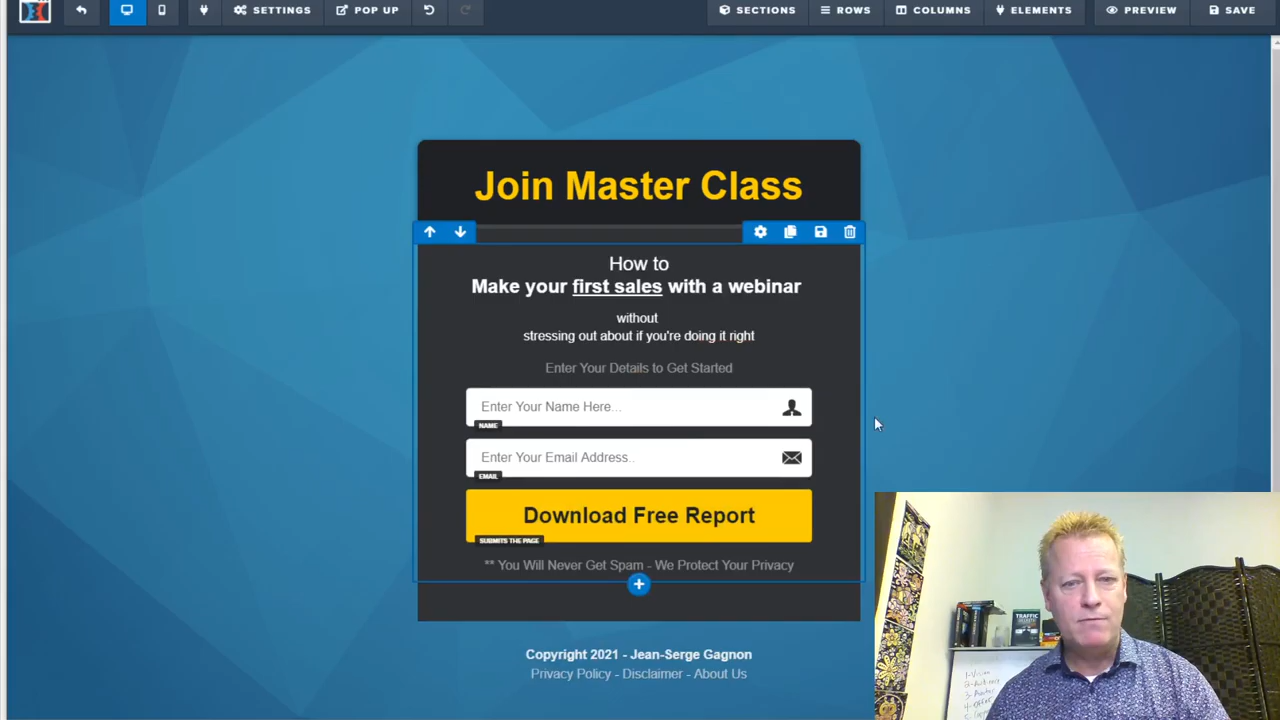 SETTINGS
POP UP
SECTIONS
ROWS
COLUMNS
ELEMENTS
PREVIEW
SAVE
Join Master Class
How to
Make your first sales with a webinar
without
stressing out about if you're doing it right
Enter Your Details to Get Started
Enter Your Name Here...
NAME
Enter Your Email Address..
EMAIL
Download Free Report
SUBMITS THE PAGE
** You Will Never Get Spam - We Protect Your Privacy
Copyright 2021 - Jean-Serge Gagnon
Privacy Policy - Disclaimer - About Us
TRAFFIC